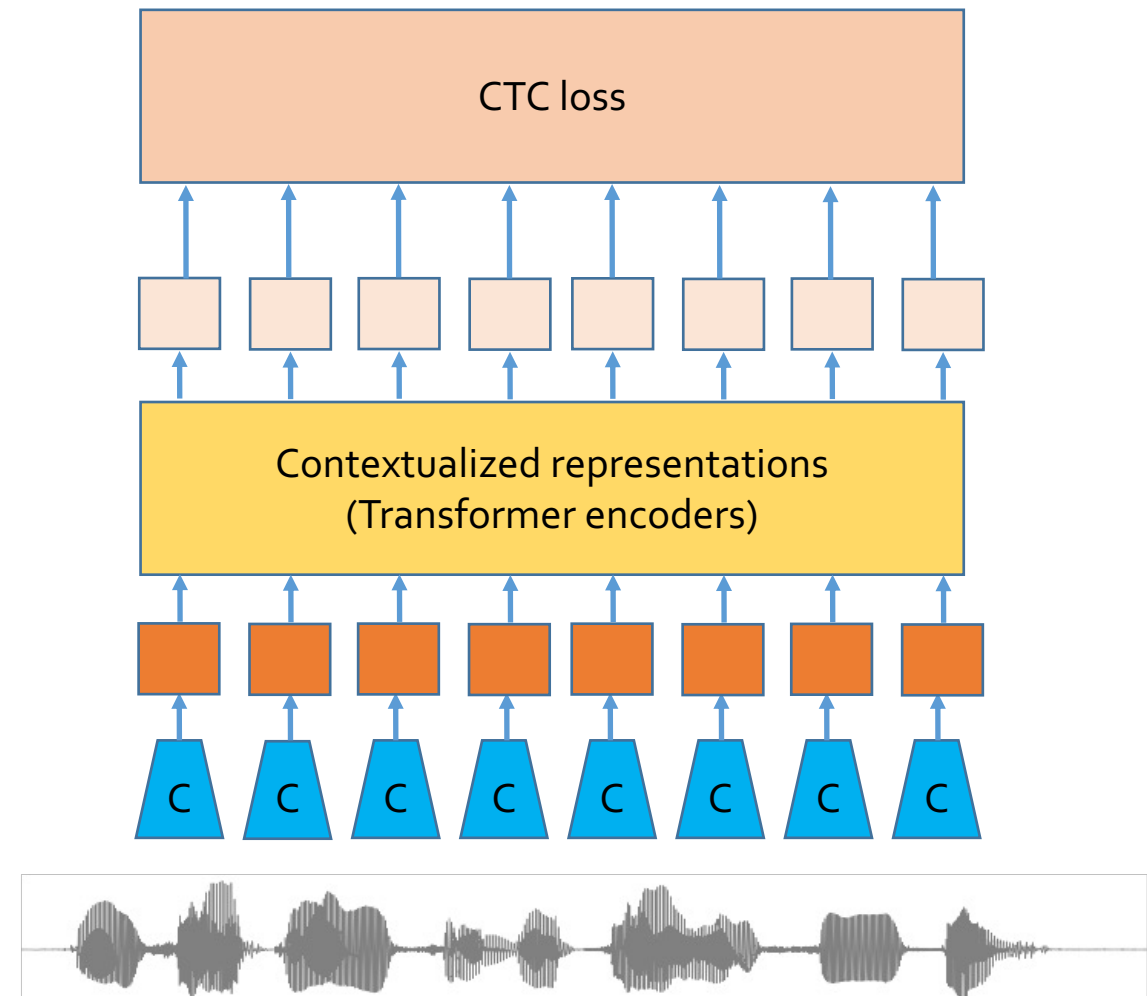 CTC loss
Contextualized representations
(Transformer encoders)
C C C C C C C C